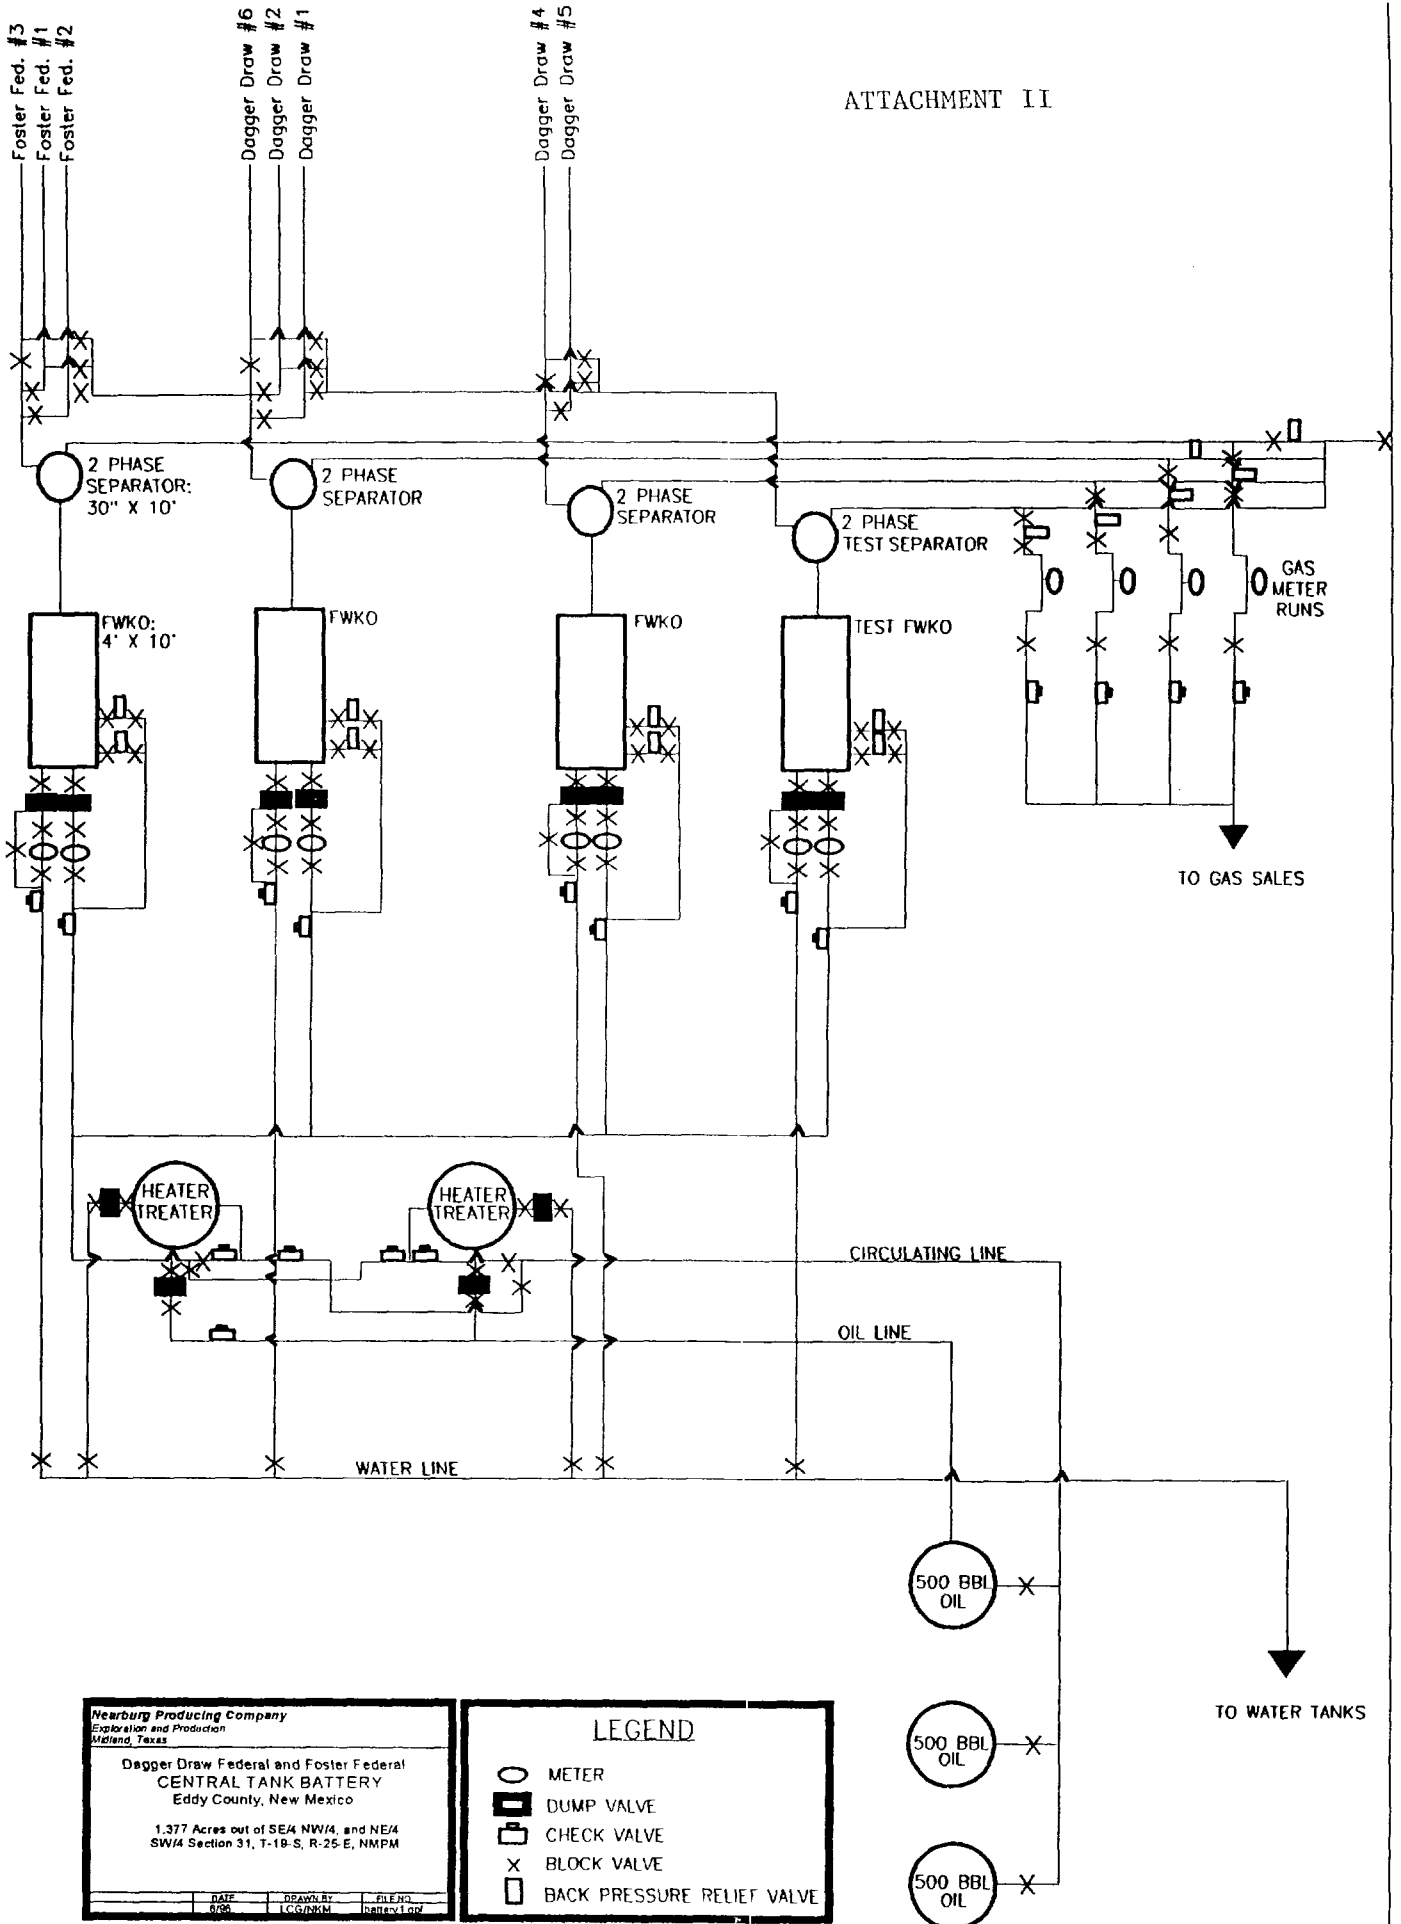 Foster Fed. #3
Foster Fed. #1
Foster Fed. #2
Dagger Draw #6
Dagger Draw #2
Dagger Draw #1
Dagger Draw #4
Dagger Draw #5
ATTACHMENT II
2 PHASE
SEPARATOR:
30" X 10'
2 PHASE
SEPARATOR
2 PHASE
SEPARATOR
2 PHASE
TEST SEPARATOR
GAS
METER
RUNS
FWKO:
4' X 10'
FWKO
FWKO
TEST FWKO
TO GAS SALES
HEATER
TREATER
HEATER
TREATER
CIRCULATING LINE
OIL LINE
WATER LINE
500 BBL
OIL
500 BBL
OIL
500 BBL
OIL
TO WATER TANKS
Nearburg Producing Company
Exploration and Production
Midland, Texas
Dagger Draw Federal and Foster Federal
CENTRAL TANK BATTERY
Eddy County, New Mexico
1.377 Acres out of SE/4 NW/4, and NE/4
SW/4 Section 31, T-19-S, R-25-E, NMPM
DATE
DRAWN BY
FILE NO.
6/96
LCG/NKM
LEGEND
METER
DUMP VALVE
CHECK VALVE
BLOCK VALVE
BACK PRESSURE RELIEF VALVE